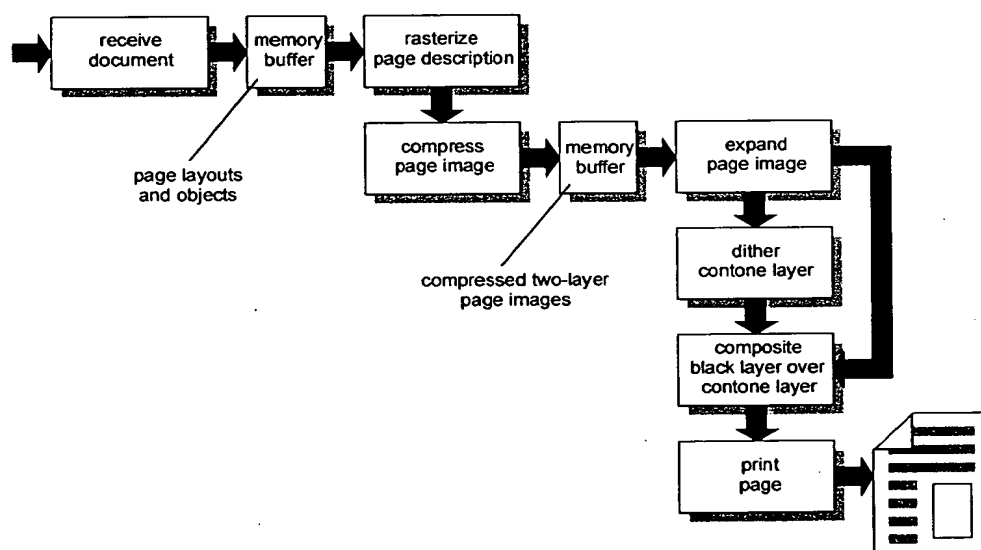 receive
document
memory
buffer
rasterize
page description
page layouts
and objects
compress
page image
memory
buffer
expand
page image
compressed two-layer
page images
dither
contone layer
composite
black layer over
contone layer
print
page